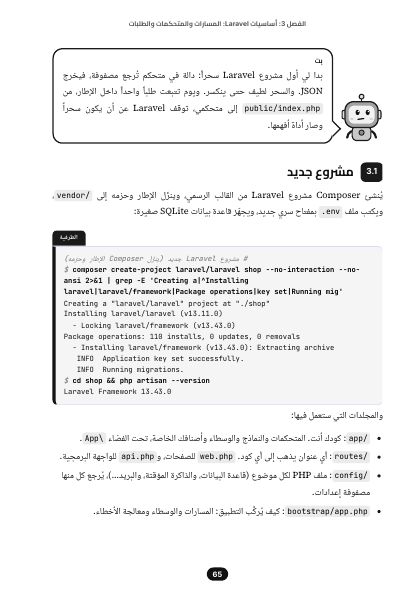 الفصل 3: أساسيات Laravel: المسارات والمتحكمات والطلبات
بت
بدا لي أول مشروع Laravel سحراً: دالة في متحكم تُرجع مصفوفة، فيخرج
JSON. والسحر لطيف حتى ينكسر. ويوم تتبعت طلباً واحداً داخل الإطار، من
public/index.php إلى متحكمي، توقف Laravel عن أن يكون سحراً
وصار أداة أفهمها.
3.1 مشروع جديد
يُنشئ Composer مشروع Laravel من القالب الرسمي، وينزّل الإطار وحزمه إلى vendor/،
ويكتب ملف .env بمفتاح سري جديد، ويجهّز قاعدة بيانات SQLite صغيرة:
الطرفية
# مشروع Laravel جديد (ينزّل Composer الإطار وحزمه)
$ composer create-project laravel/laravel shop --no-interaction --no-
ansi 2>&1 | grep -E 'Creating a|^Installing
laravel|laravel/framework|Package operations|key set|Running mig'
Creating a "laravel/laravel" project at "./shop"
Installing laravel/laravel (v13.11.0)
- Locking laravel/framework (v13.43.0)
Package operations: 110 installs, 0 updates, 0 removals
- Installing laravel/framework (v13.43.0): Extracting archive
INFO  Application key set successfully.
INFO  Running migrations.
$ cd shop && php artisan --version
Laravel Framework 13.43.0
والمجلدات التي ستعمل فيها:
• app/: كودك أنت. المتحكمات والنماذج والوسطاء وأصنافك الخاصة، تحت الفضاء App\.
• routes/: أي عنوان يذهب إلى أي كود. web.php للصفحات، وapi.php للواجهة البرمجية.
• config/: ملف PHP لكل موضوع (قاعدة البيانات، والذاكرة المؤقتة، والبريد...)، يُرجع كل منها
مصفوفة إعدادات.
• bootstrap/app.php: كيف يُركَّب التطبيق: المسارات والوسطاء ومعالجة الأخطاء.
65